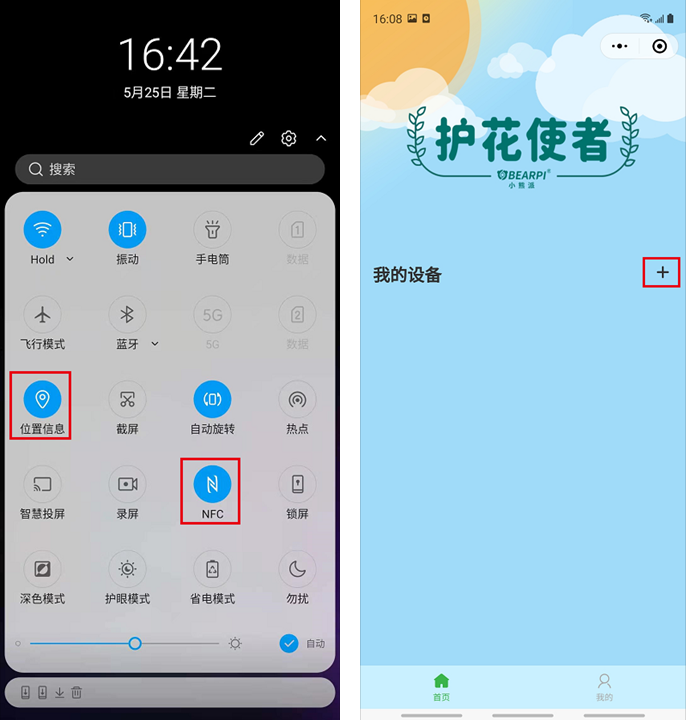 16:42
5月25日 星期二
搜索
Hold
振动
手电筒
1
数据
飞行模式
蓝牙
5G
5G
2
数据
位置信息
截屏
自动旋转
热点
智慧投屏
录屏
NFC
锁屏
深色模式
护眼模式
省电模式
勿扰
自动
16:08
护花使者
BEARPI
小熊派
我的设备
+
首页
我的